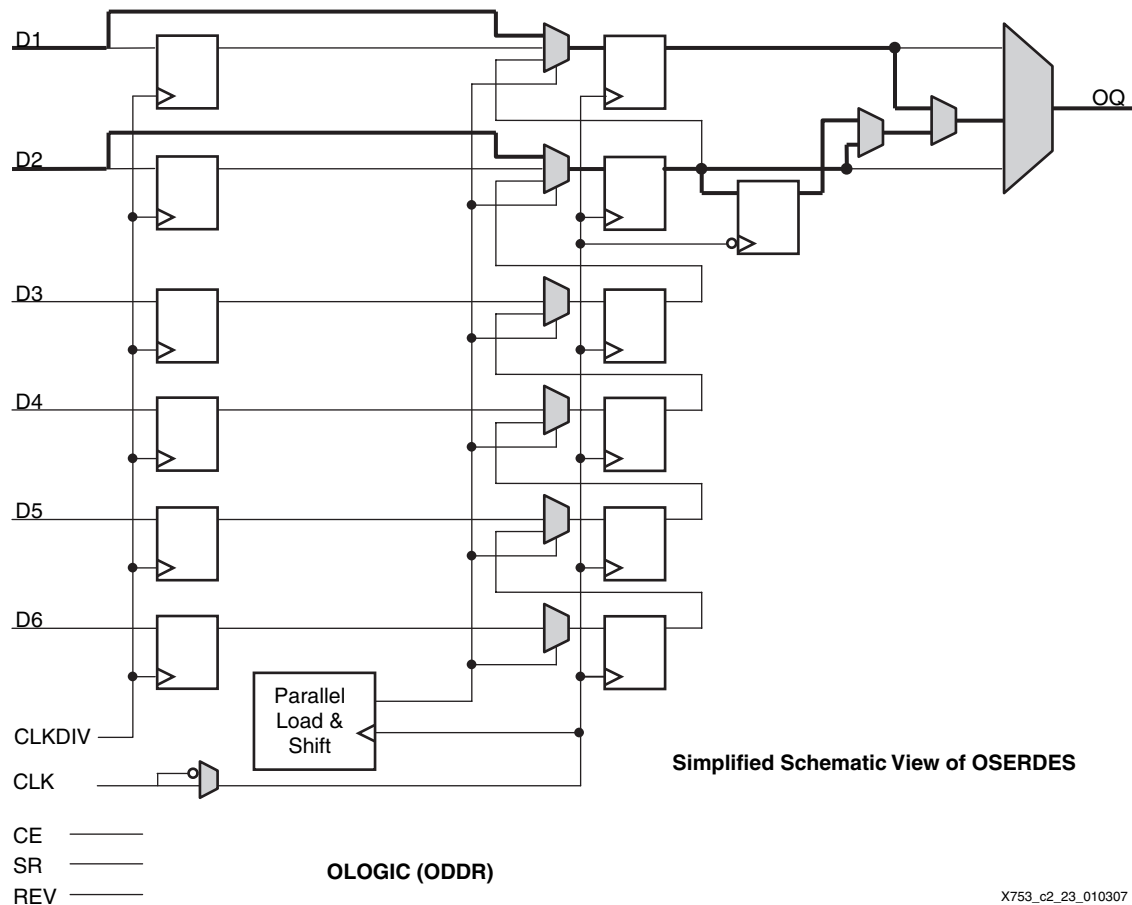 D1
OQ
D2
D3
D4
D5
D6
Parallel
Load &
Shift
CLKDIV
Simplified Schematic View of OSERDES
CLK
CE
SR
OLOGIC (ODDR)
REV
X753_c2_23_010307